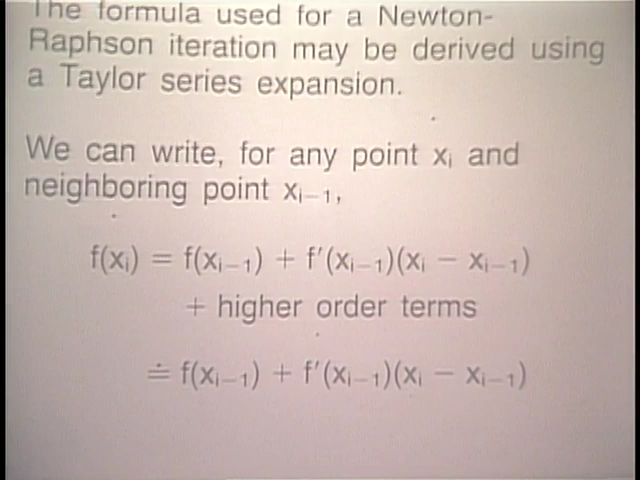 The formula used for a Newton-
Raphson iteration may be derived using
a Taylor series expansion.
We can write, for any point xᵢ and
neighboring point xᵢ₋₁,
f(xᵢ) = f(xᵢ₋₁) + f′(xᵢ₋₁)(xᵢ − xᵢ₋₁)
+ higher order terms
≐ f(xᵢ₋₁) + f′(xᵢ₋₁)(xᵢ − xᵢ₋₁)